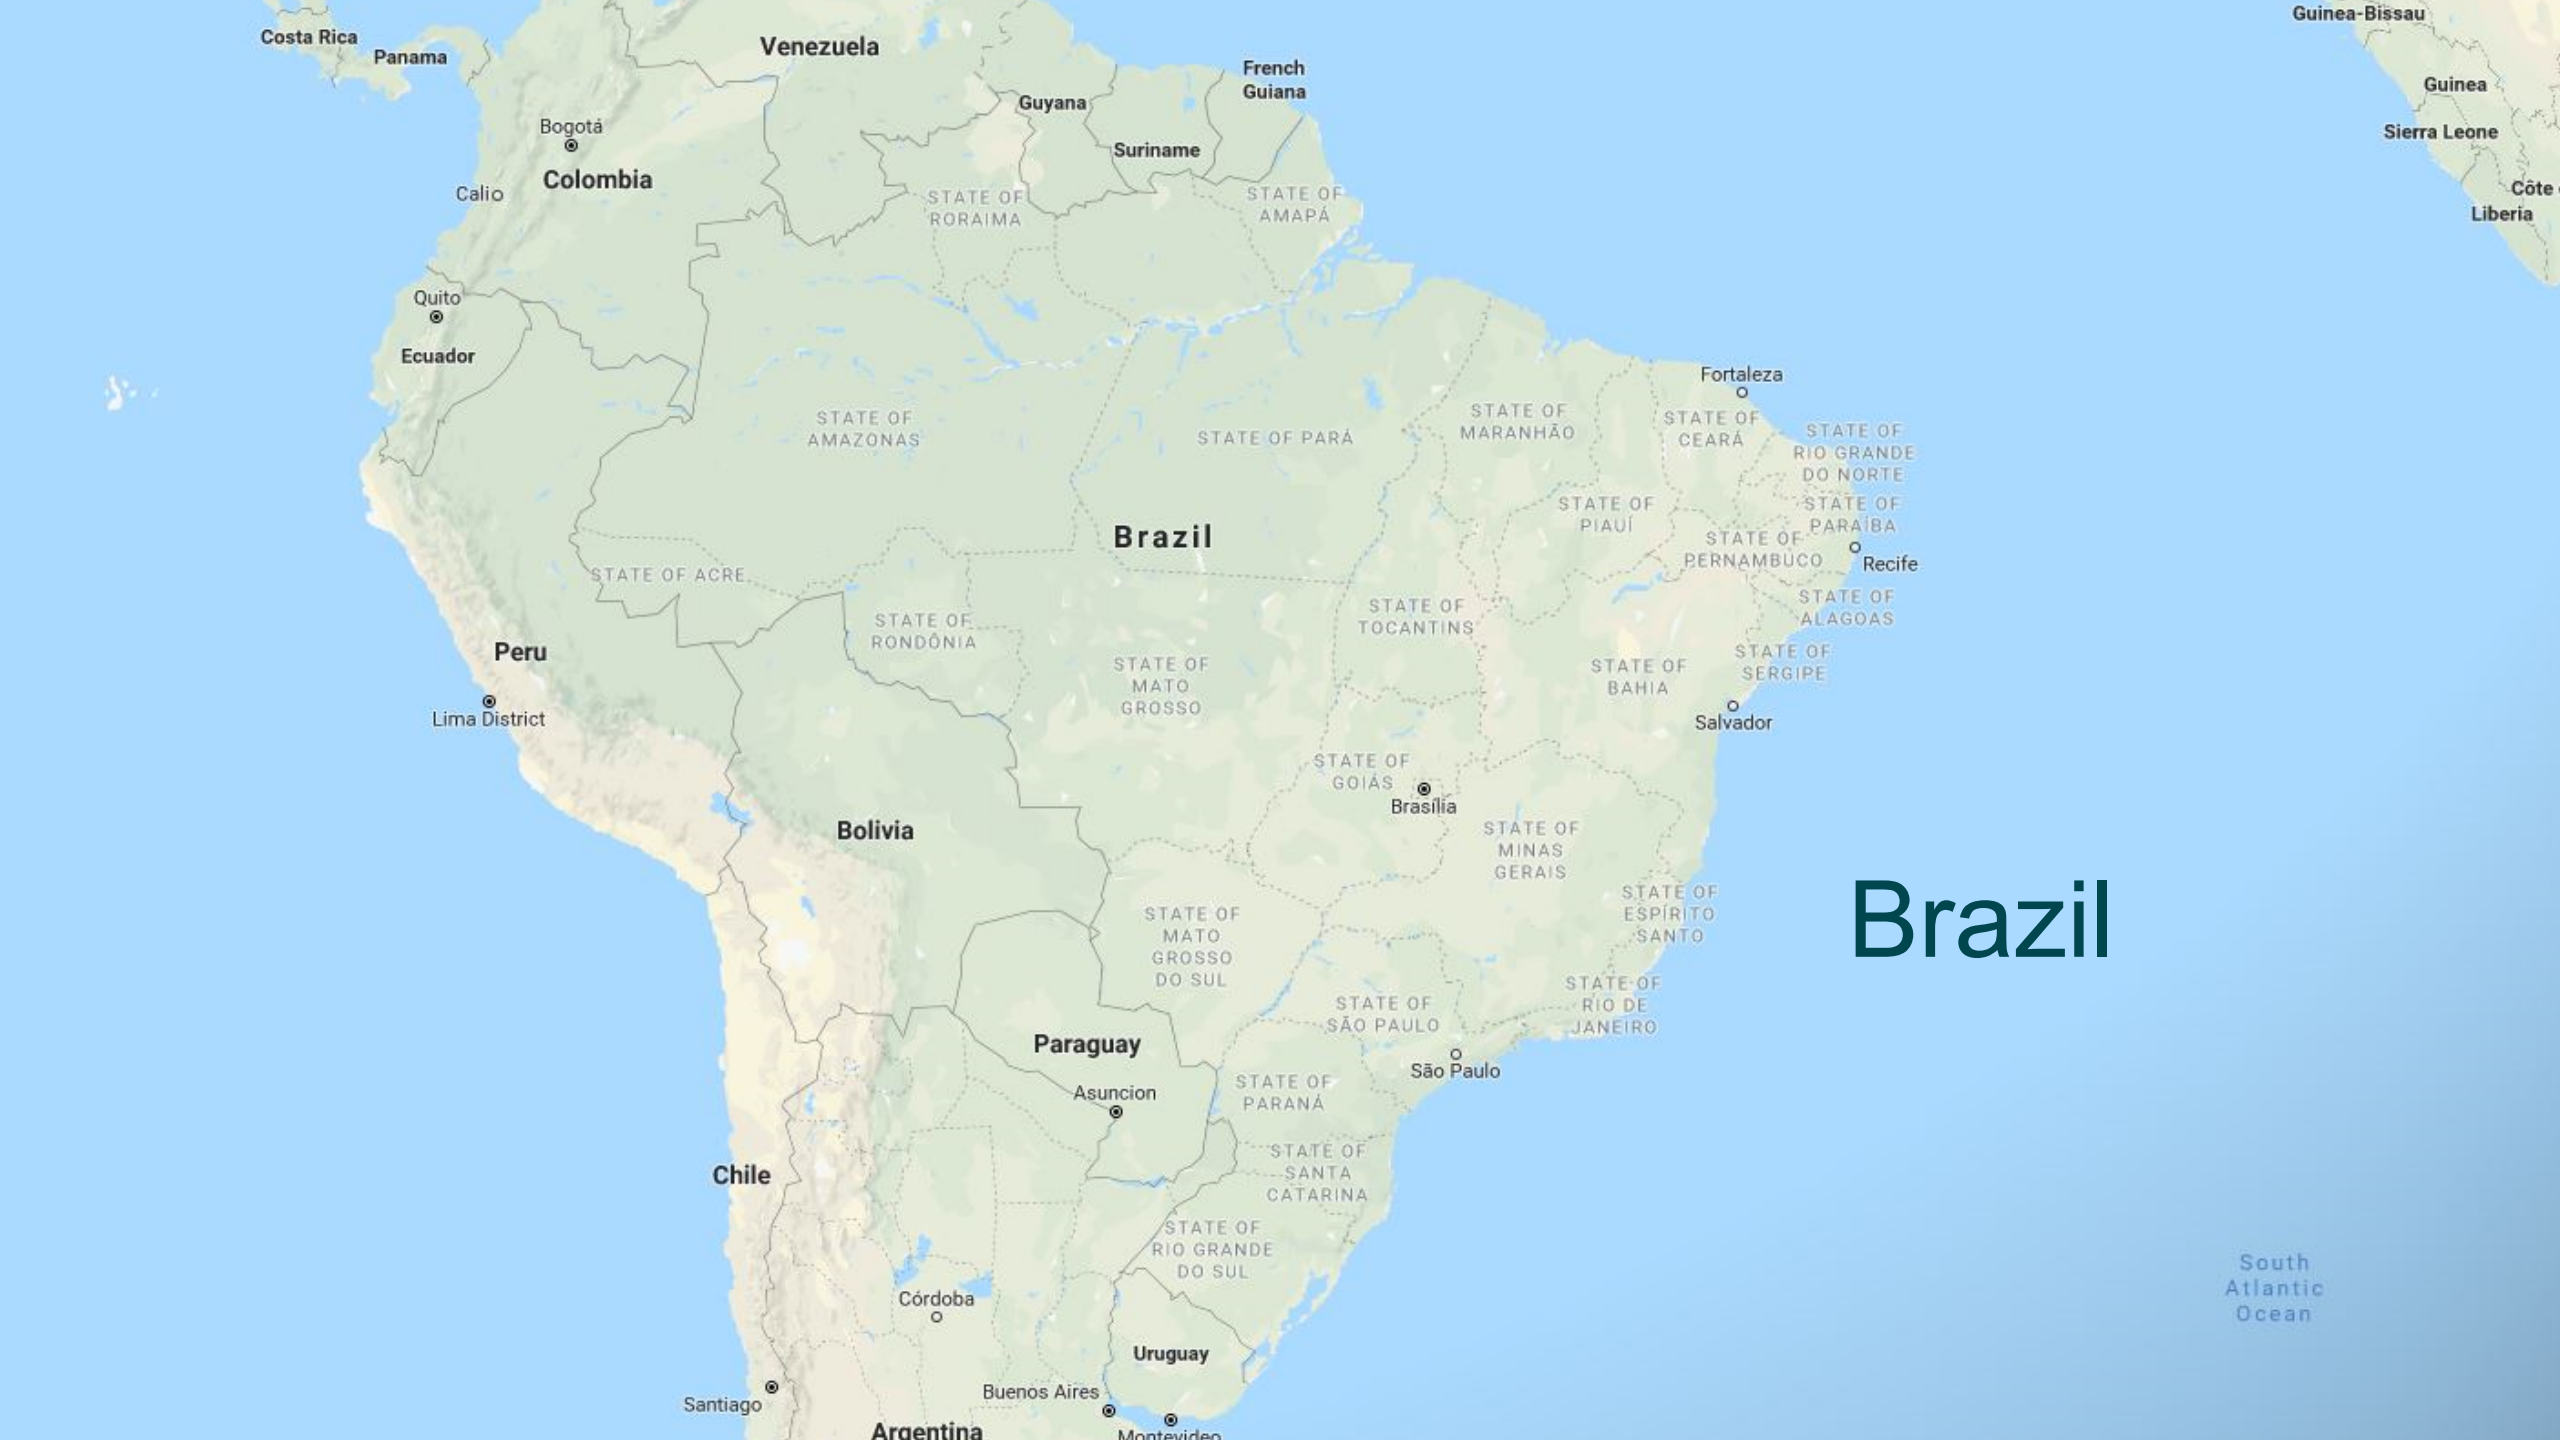 Costa Rica
Panama
Venezuela
French
Guiana
Guyana
Suriname
Guinea-Bissau
Guinea
Sierra Leone
Côte
Liberia
Bogotá
Colombia
Calio
STATE OF
RORAIMA
STATE OF
AMAPÁ
Quito
Ecuador
STATE OF
AMAZONAS
STATE OF PARÁ
STATE OF
MARANHÃO
Fortaleza
STATE OF
CEARÁ
STATE OF
RIO GRANDE
DO NORTE
STATE OF
PIAUÍ
STATE OF
PARAÍBA
STATE OF
PERNAMBUCO
Recife
Brazil
STATE OF ACRE
STATE OF
RONDÔNIA
STATE OF
TOCANTINS
STATE OF
ALAGOAS
STATE OF
SERGIPE
Peru
Lima District
STATE OF
MATO
GROSSO
STATE OF
BAHIA
Salvador
STATE OF
GOIÁS
Brasília
Bolivia
STATE OF
MINAS
GERAIS
STATE OF
ESPÍRITO
SANTO
Brazil
STATE OF
MATO
GROSSO
DO SUL
STATE OF
SÃO PAULO
STATE OF
RIO DE
JANEIRO
Paraguay
Asuncion
São Paulo
STATE OF
PARANÁ
Chile
STATE OF
SANTA
CATARINA
STATE OF
RIO GRANDE
DO SUL
South
Atlantic
Ocean
Córdoba
Uruguay
Santiago
Buenos Aires
Argentina
Montevideo